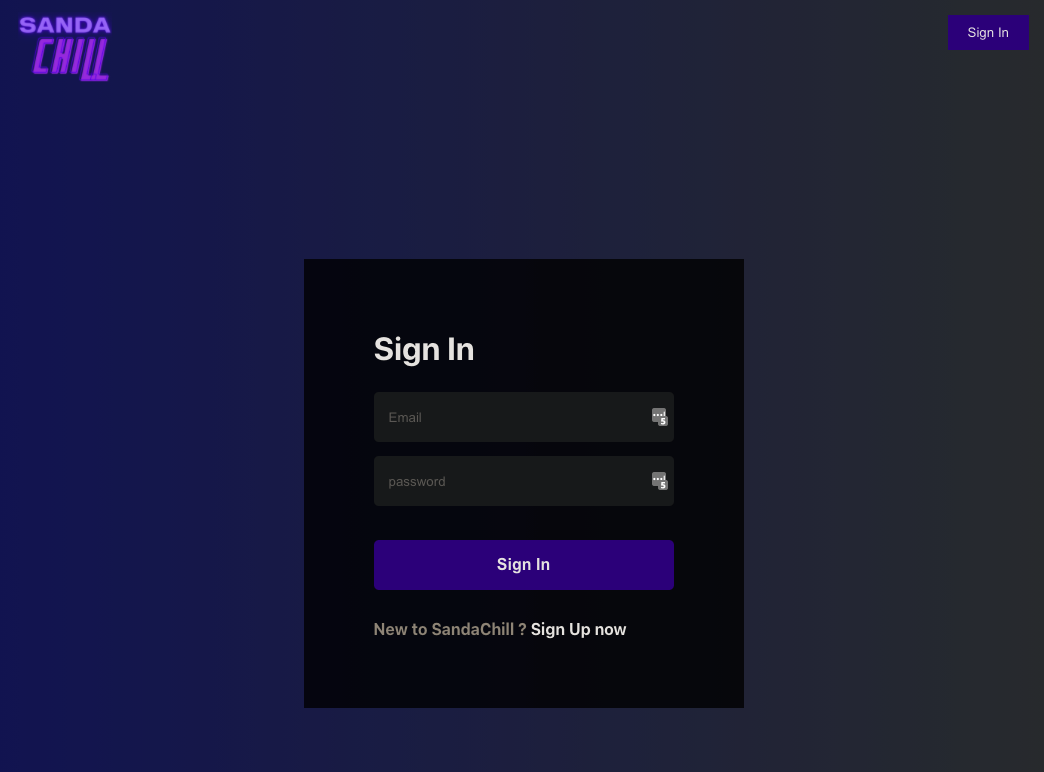 SANDA
CHILL
Sign In
Sign In
Email
password
Sign In
New to SandaChill ? Sign Up now